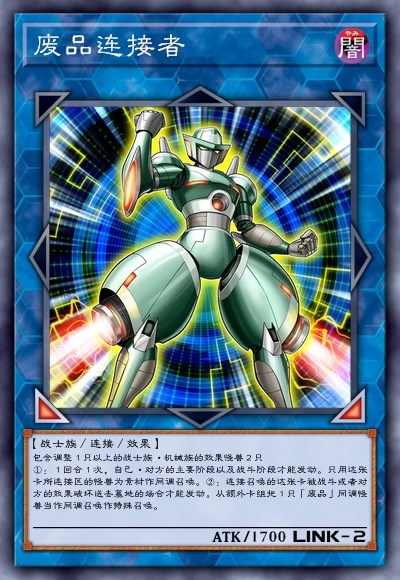 废品连接者
やみ
闇
【战士族／连接／效果】
包含调整1只以上的战士族·机械族的效果怪兽2只
①：1回合1次，自己·对方的主要阶段以及战斗阶段才能发动。只用这张
卡所连接区的怪兽为素材作同调召唤。②：连接召唤的这张卡被战斗或者对
方的效果破坏送去墓地的场合才能发动。从额外卡组把1只「废品」同调怪
兽当作同调召唤作特殊召唤。
ATK/1700 LINK-2